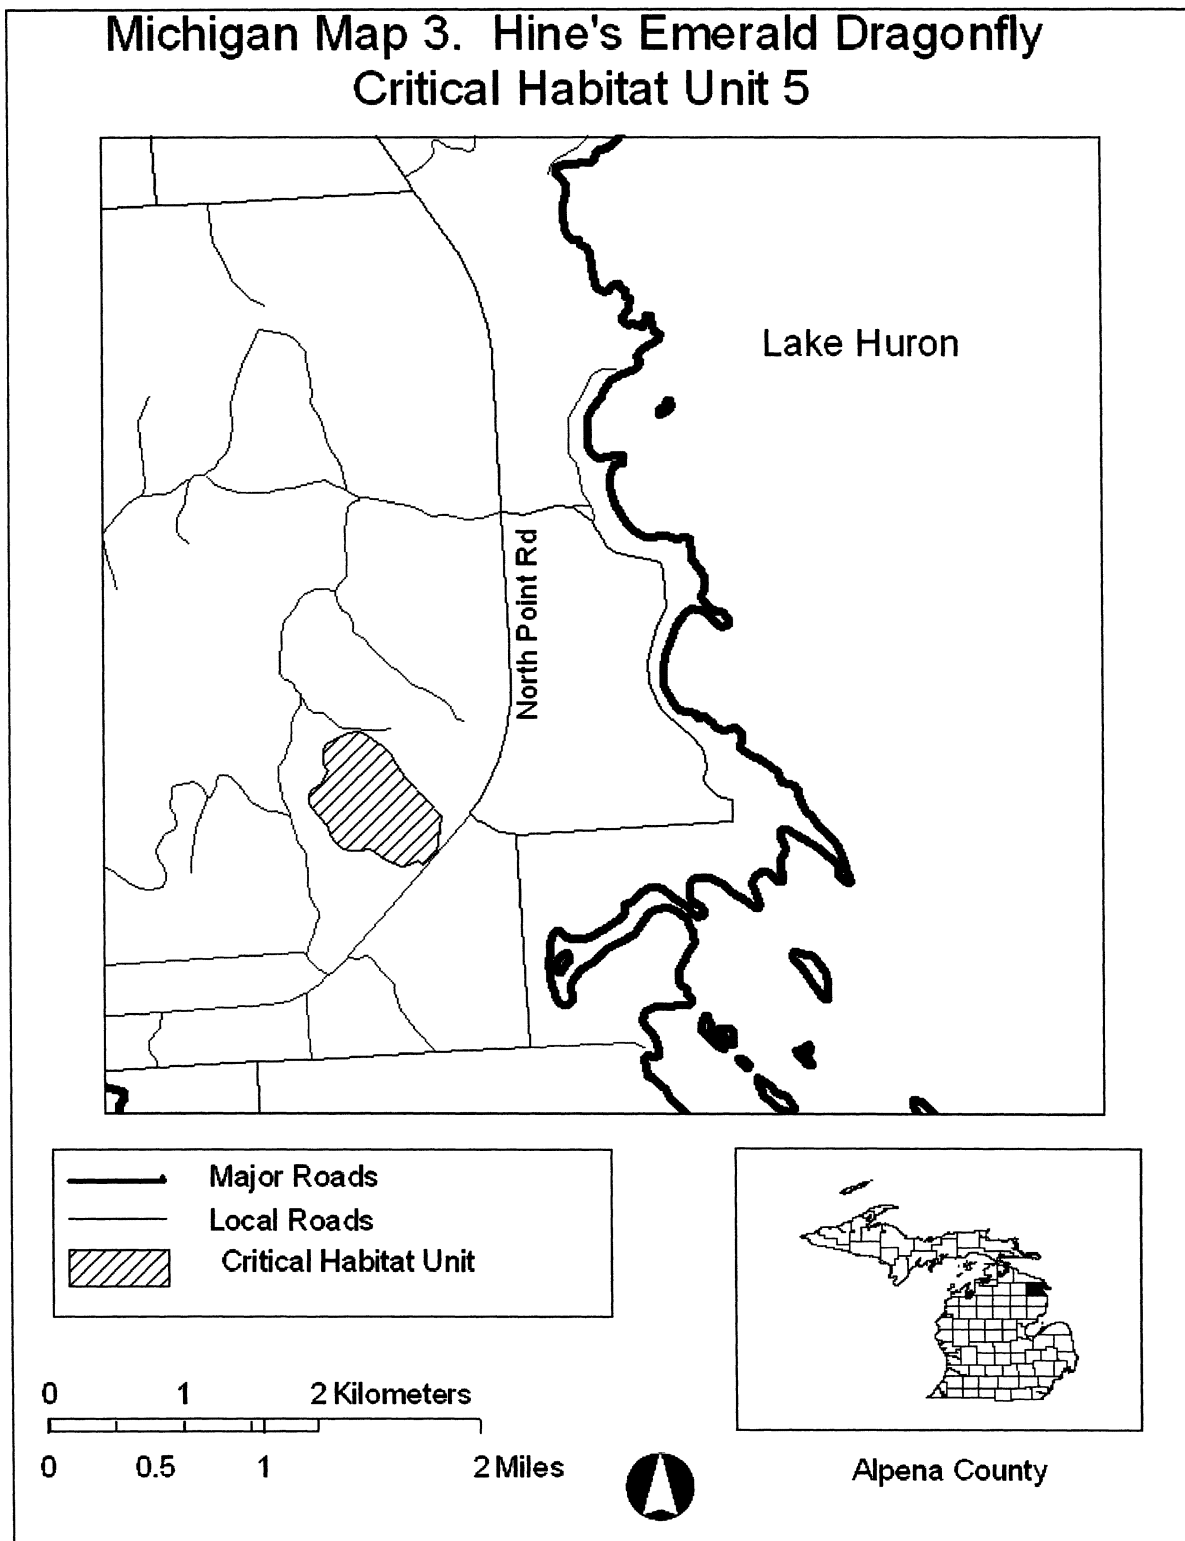 Michigan Map 3. Hine's Emerald Dragonfly
Critical Habitat Unit 5
Lake Huron
North Point Rd
Major Roads
Local Roads
Critical Habitat Unit
0 1 2 Kilometers
0 0.5 1 2 Miles
Alpena County